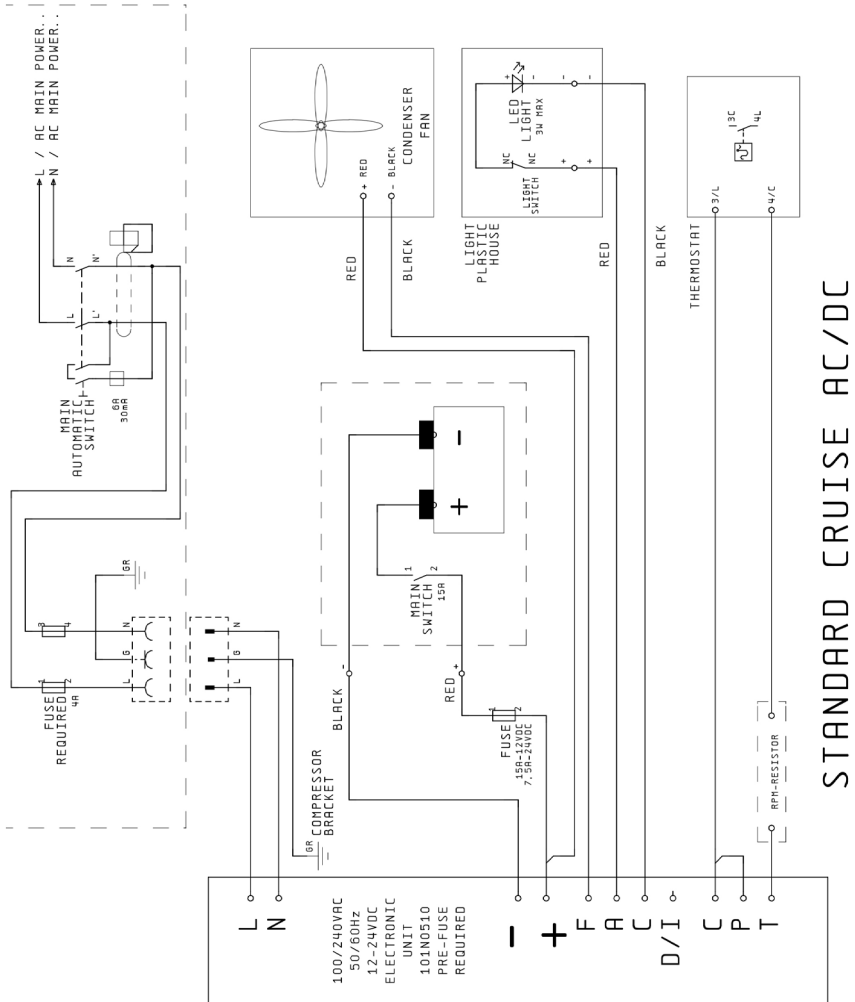 L / AC MAIN POWER..
N / AC MAIN POWER..
N
N'
L
L'
MAIN
AUTOMATIC
SWITCH
6A
30mA
GR
3
4
1
2
FUSE
REQUIRED
4A
N
G
L
N
G
L
CONDENSER
FAN
+ RED
- BLACK
RED
BLACK
LED
LIGHT
3W MAX
+
-
-
-
NC
NC
LIGHT
SWITCH
+
+
LIGHT
PLASTIC
HOUSE
RED
BLACK
3C
4L
3/L
4/C
THERMOSTAT
-
+
1
2
MAIN
SWITCH
15A
-
+
BLACK
RED
1
2
FUSE
15A-12VDC
7.5A-24VDC
GR
COMPRESSOR
BRACKET
RPM-RESISTOR
L
N
100/240VAC
50/60Hz
12-24VDC
ELECTRONIC
UNIT
101N0510
PRE-FUSE
REQUIRED
-
+
F
A
C
D/I
C
P
T
STANDARD CRUISE AC/DC